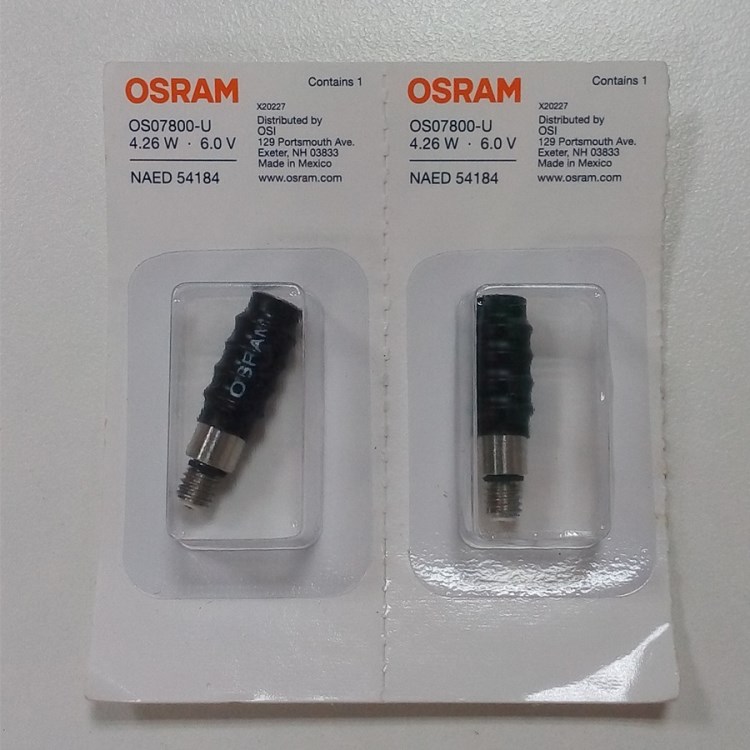 OSRAM
Contains 1
OS07800-U
4.26 W · 6.0 V
NAED 54184
X20227
Distributed by
OSI
129 Portsmouth Ave.
Exeter, NH 03833
Made in Mexico
www.osram.com
OSRAM
OSRAM
Contains 1
OS07800-U
4.26 W · 6.0 V
NAED 54184
X20227
Distributed by
OSI
129 Portsmouth Ave.
Exeter, NH 03833
Made in Mexico
www.osram.com